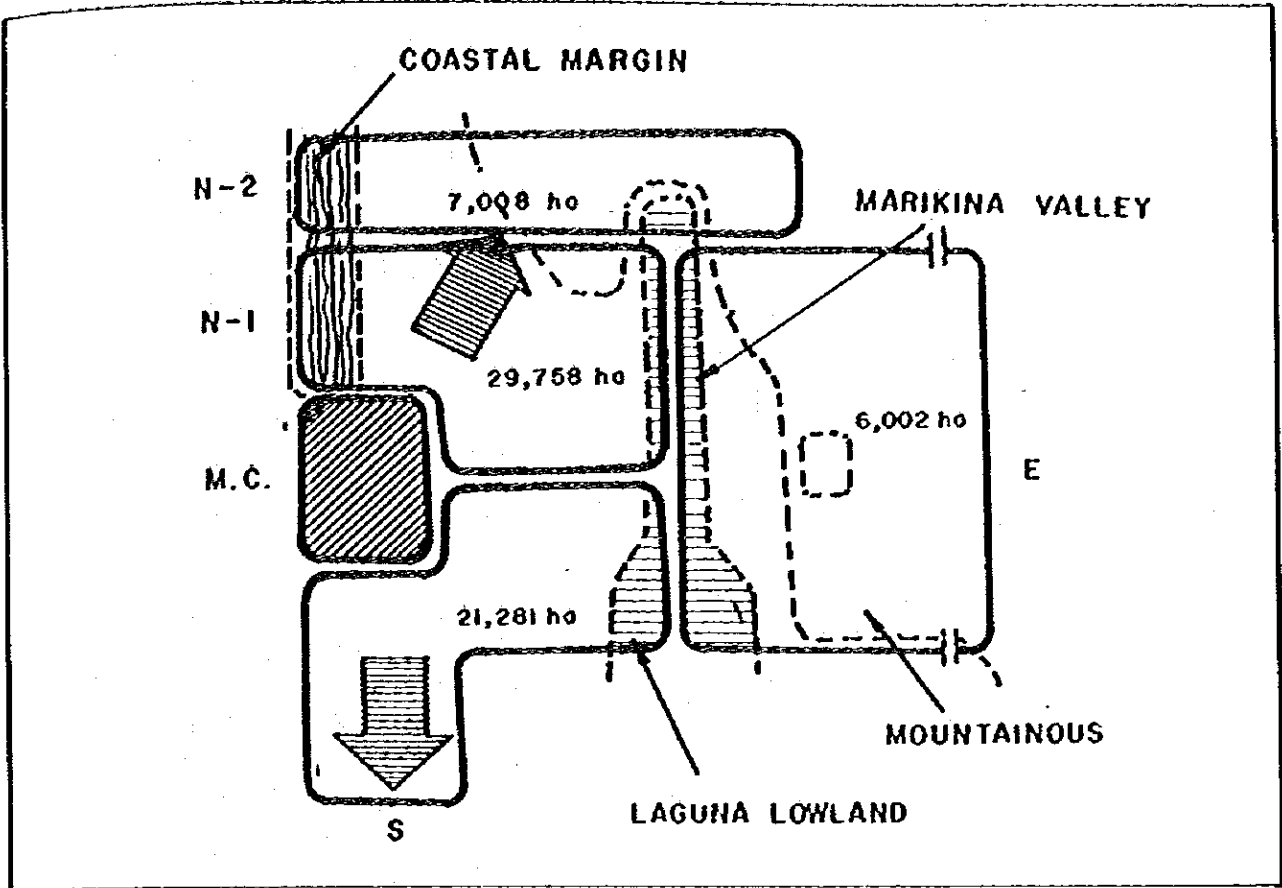 COASTAL MARGIN
N-2
7,008 ha
MARIKINA VALLEY
N-1
29,758 ha
6,002 ha
M.C.
E
21,281 ha
MOUNTAINOUS
LAGUNA LOWLAND
S